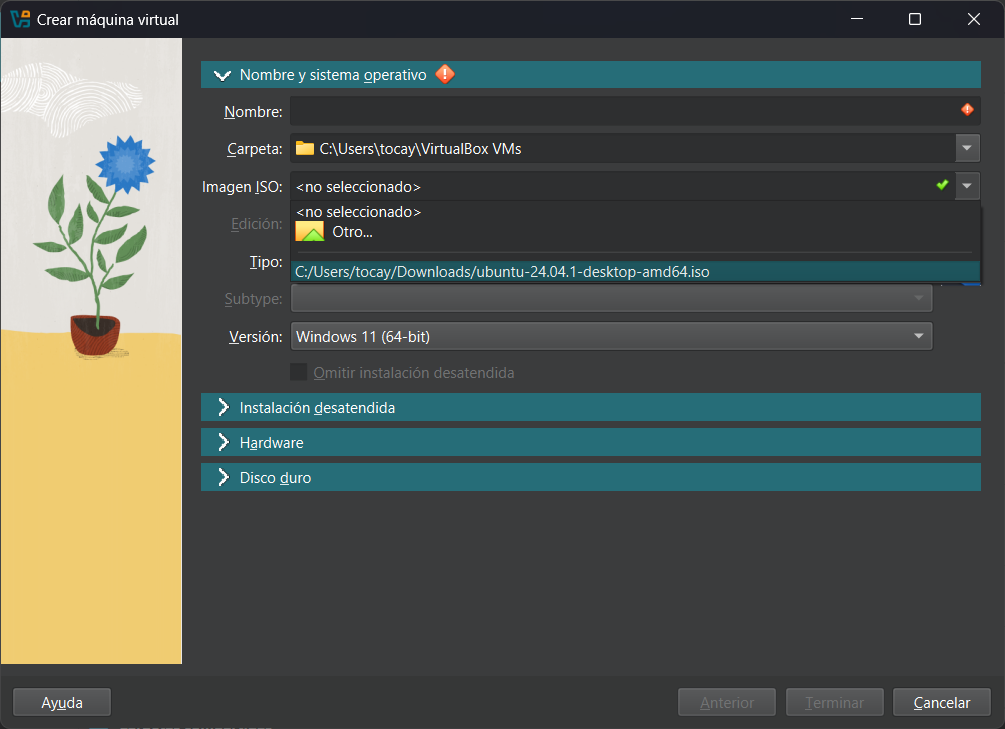 Crear máquina virtual
Nombre y sistema operativo
Nombre:
Carpeta: C:\Users\tocay\VirtualBox VMs
Imagen ISO: <no seleccionado>
<no seleccionado>
Edición:
Otro...
Tipo:
C:/Users/tocay/Downloads/ubuntu-24.04.1-desktop-amd64.iso
Subtype:
Versión: Windows 11 (64-bit)
Omitir instalación desatendida
Instalación desatendida
Hardware
Disco duro
Ayuda Anterior Terminar Cancelar